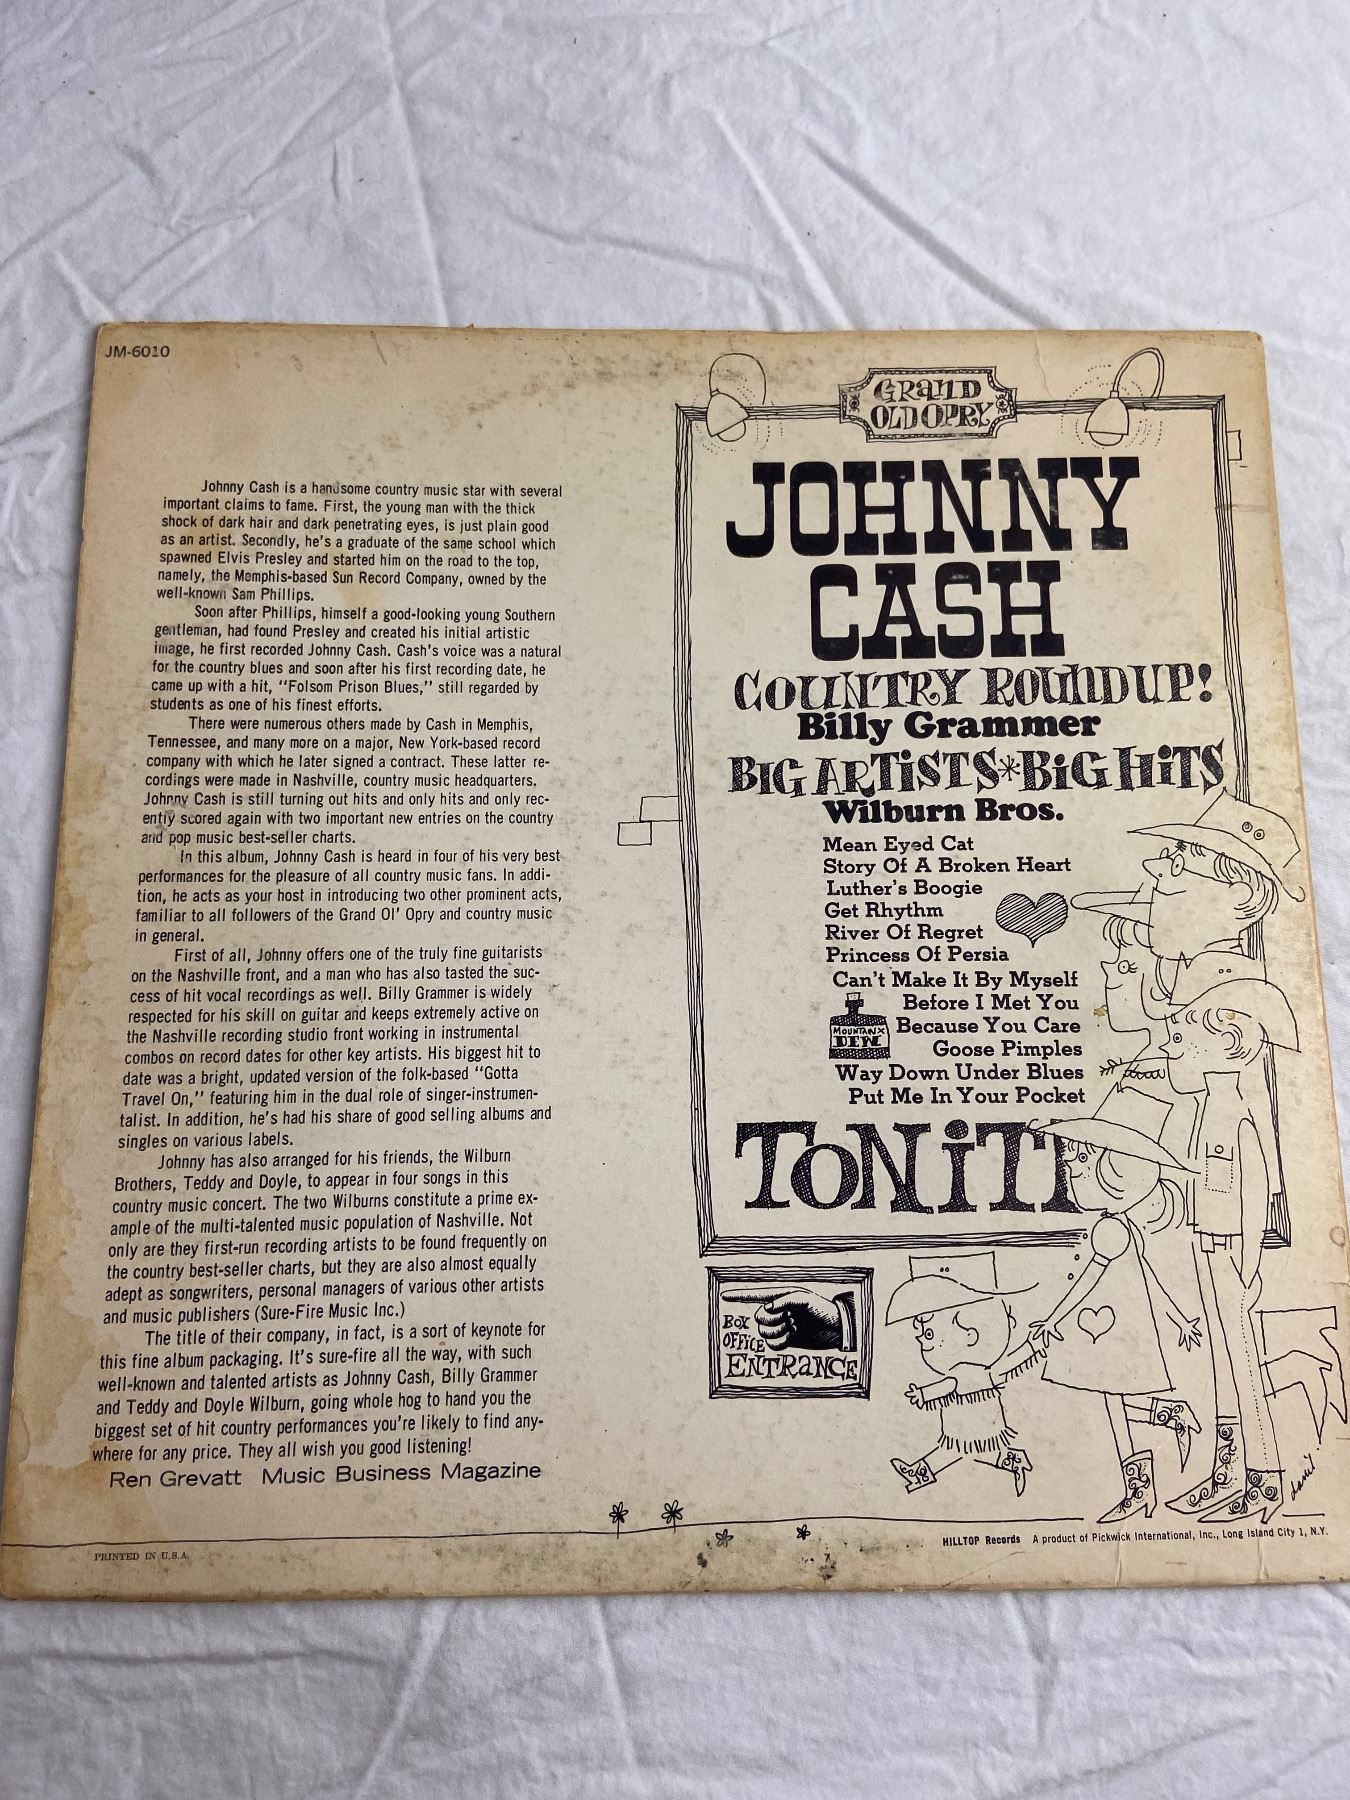 JM-6010
Johnny Cash is a handsome country music star with several
important claims to fame. First, the young man with the thick
shock of dark hair and dark penetrating eyes, is just plain good
as an artist. Secondly, he's a graduate of the same school which
spawned Elvis Presley and started him on the road to the top,
namely, the Memphis-based Sun Record Company, owned by the
well-known Sam Phillips.
Soon after Phillips, himself a good-looking young Southern
gentleman, had found Presley and created his initial artistic
image, he first recorded Johnny Cash. Cash's voice was a natural
for the country blues and soon after his first recording date, he
came up with a hit, "Folsom Prison Blues," still regarded by
students as one of his finest efforts.
There were numerous others made by Cash in Memphis,
Tennessee, and many more on a major, New York-based record
company with which he later signed a contract. These latter re-
cordings were made in Nashville, country music headquarters.
Johnny Cash is still turning out hits and only hits and only rec-
ently scored again with two important new entries on the country
and pop music best-seller charts.
In this album, Johnny Cash is heard in four of his very best
performances for the pleasure of all country music fans. In addi-
tion, he acts as your host in introducing two other prominent acts,
familiar to all followers of the Grand Ol' Opry and country music
in general.
First of all, Johnny offers one of the truly fine guitarists
on the Nashville front, and a man who has also tasted the suc-
cess of hit vocal recordings as well. Billy Grammer is widely
respected for his skill on guitar and keeps extremely active on
the Nashville recording studio front working in instrumental
combos on record dates for other key artists. His biggest hit to
date was a bright, updated version of the folk-based "Gotta
Travel On," featuring him in the dual role of singer-instrumen-
talist. In addition, he's had his share of good selling albums and
singles on various labels.
Johnny has also arranged for his friends, the Wilburn
Brothers, Teddy and Doyle, to appear in four songs in this
country music concert. The two Wilburns constitute a prime ex-
ample of the multi-talented music population of Nashville. Not
only are they first-run recording artists to be found frequently on
the country best-seller charts, but they are also almost equally
adept as songwriters, personal managers of various other artists
and music publishers (Sure-Fire Music Inc.)
The title of their company, in fact, is a sort of keynote for
this fine album packaging. It's sure-fire all the way, with such
well-known and talented artists as Johnny Cash, Billy Grammer
and Teddy and Doyle Wilburn, going whole hog to hand you the
biggest set of hit country performances you're likely to find any-
where for any price. They all wish you good listening!
Ren Grevatt Music Business Magazine
PRINTED IN U.S.A.
GRAND
OLD OPRY
JOHNNY
CASH
COUNTRY ROUNDUP!
Billy Grammer
BIG ARTISTS*BIG HITS
Wilburn Bros.
Mean Eyed Cat
Story Of A Broken Heart
Luther's Boogie
Get Rhythm
River Of Regret
Princess Of Persia
Can't Make It By Myself
Before I Met You
Because You Care
Goose Pimples
Way Down Under Blues
Put Me In Your Pocket
MOUNTAIN
DEW
TONiTE
BOX
OFFICE
ENTRANCE
HILLTOP Records A product of Pickwick International, Inc., Long Island City 1, N.Y.